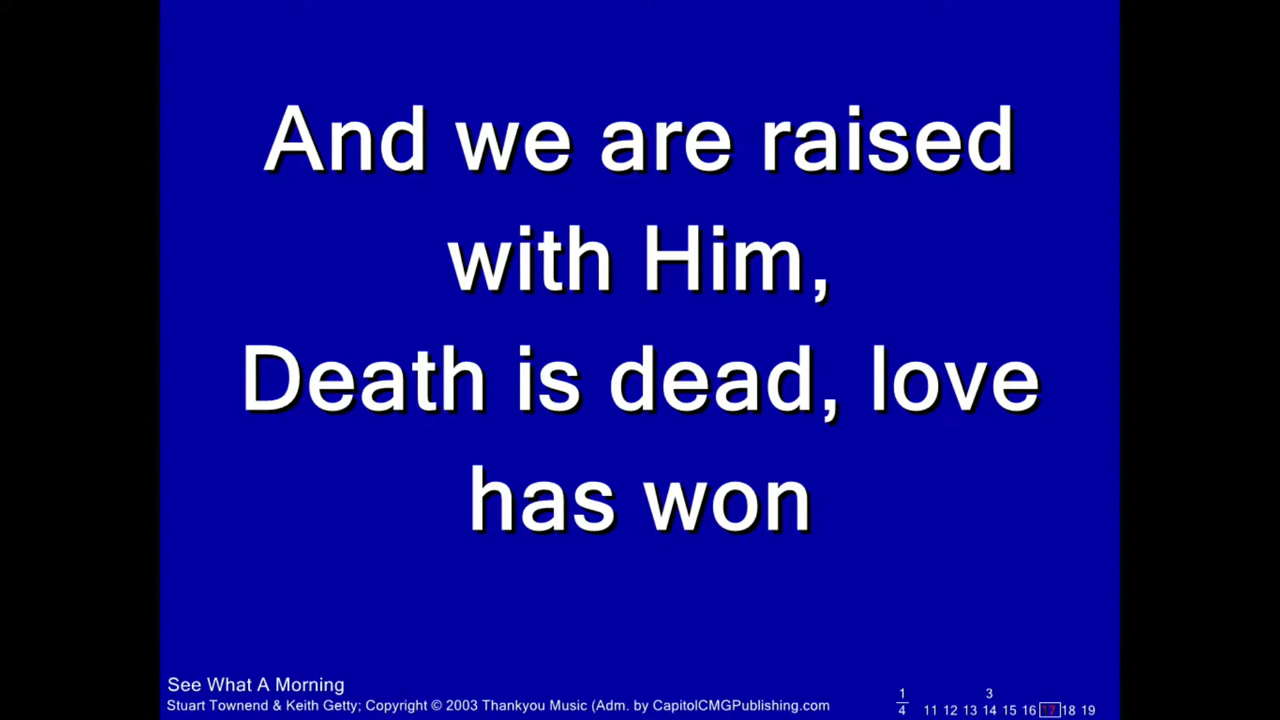 And we are raised
with Him,
Death is dead, love
has won
See What A Morning
Stuart Townend & Keith Getty; Copyright © 2003 Thankyou Music (Adm. by CapitolCMGPublishing.com
1 3
4 11 12 13 14 15 16 17 18 19